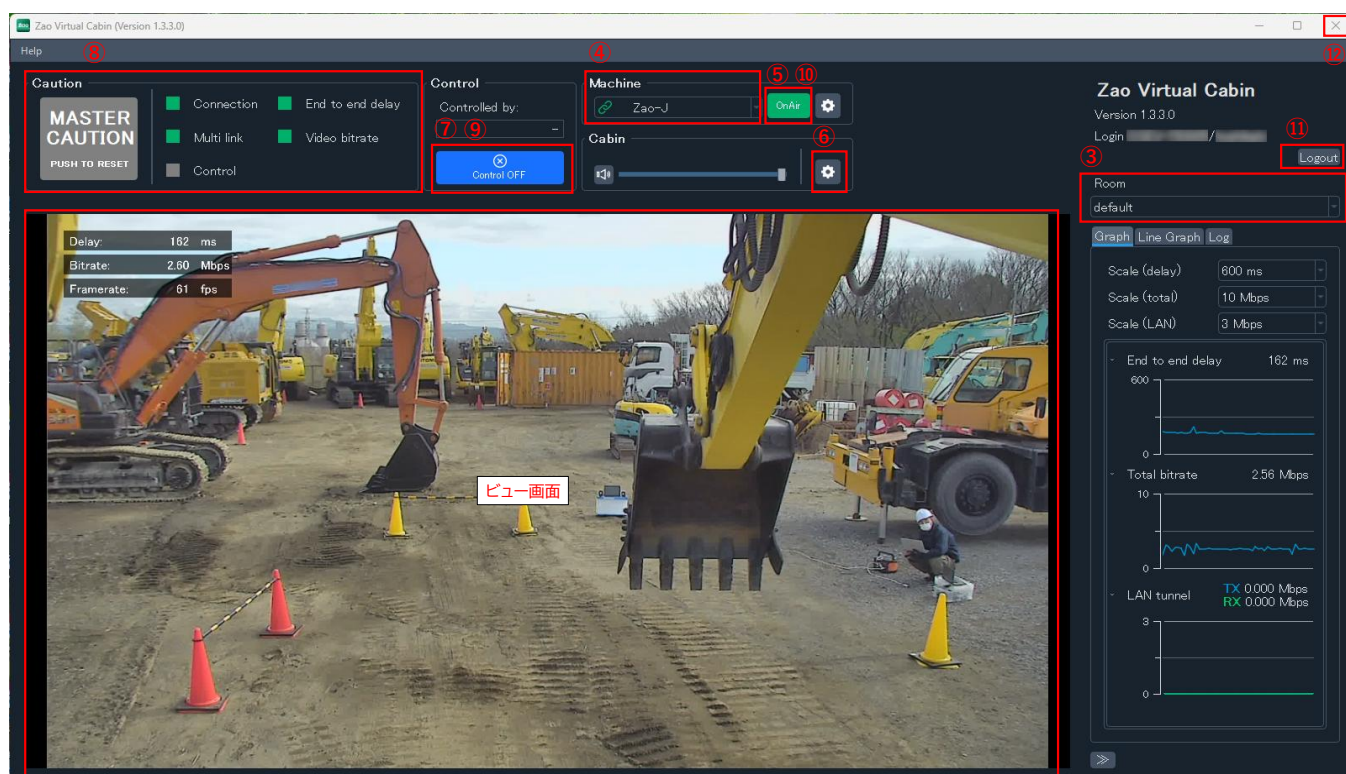 Zao Virtual Cabin (Version 1.3.3.0)
⑫
Help
⑧
Caution
MASTER
CAUTION
PUSH TO RESET
Connection
End to end delay
Multi link
Video bitrate
Control
Control
Controlled by:
–
⑦ ⑨
Control OFF
④
Machine
Zao-J
⑤ ⑩
OnAir
Cabin
⑥
Zao Virtual Cabin
Version 1.3.3.0
Login
/
⑪
Logout
③
Room
default
Graph
Line Graph
Log
Scale (delay)
600 ms
Scale (total)
10 Mbps
Scale (LAN)
3 Mbps
- End to end delay 162 ms
600
0
- Total bitrate 2.56 Mbps
10
0
- LAN tunnel
TX 0.000 Mbps
RX 0.000 Mbps
3
0
Delay: 162 ms
Bitrate: 2.60 Mbps
Framerate: 61 fps
ビュー画面